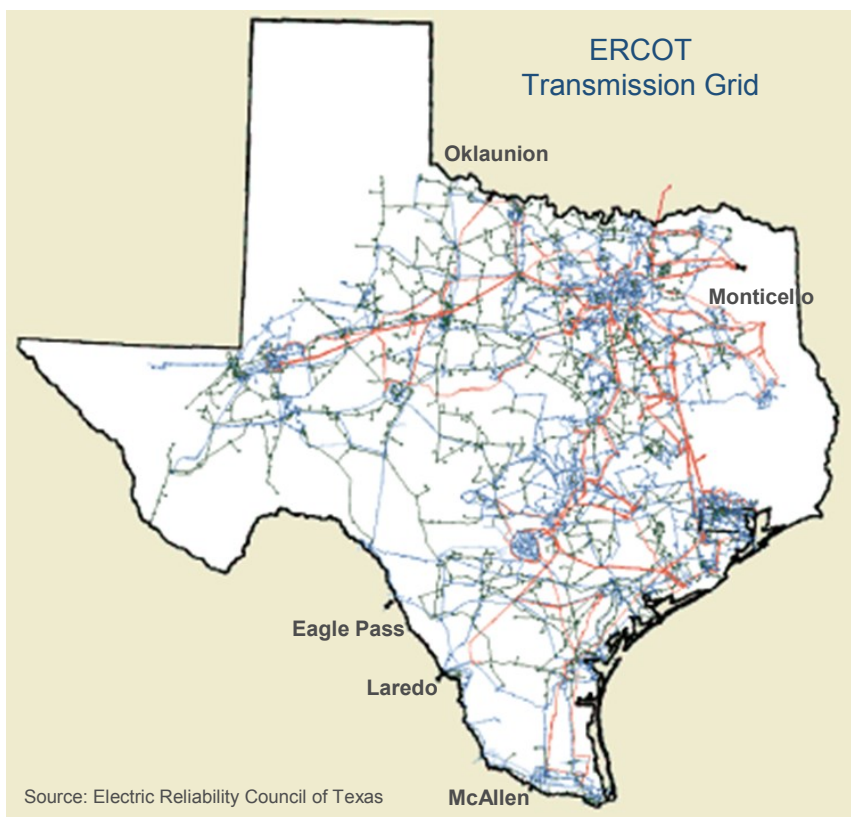 ERCOT
Transmission Grid
Oklaunion
Monticello
Eagle Pass
Laredo
McAllen
Source: Electric Reliability Council of Texas